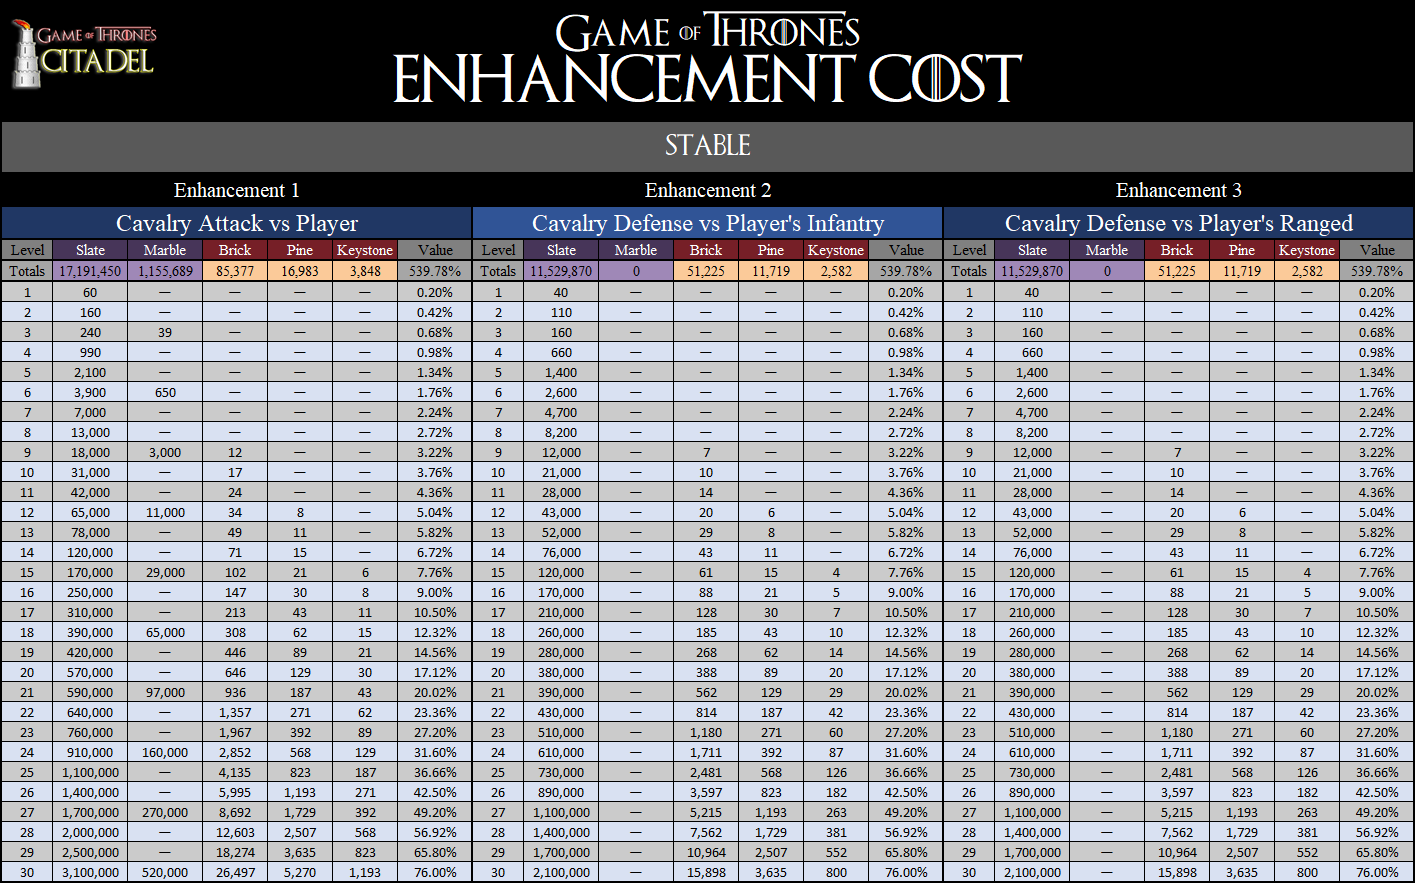 GAME OF THRONES
CITADEL
GAME OF THRONES
ENHANCEMENT COST
STABLE
Enhancement 1 Enhancement 2 Enhancement 3
Cavalry Attack vs Player Cavalry Defense vs Player's Infantry Cavalry Defense vs Player's Ranged
Level Slate Marble Brick Pine Keystone Value Level Slate Marble Brick Pine Keystone Value Level Slate Marble Brick Pine Keystone Value
Totals 17,191,450 1,155,689 85,377 16,983 3,848 539.78% Totals 11,529,870 0 51,225 11,719 2,582 539.78% Totals 11,529,870 0 51,225 11,719 2,582 539.78%
1 60 — — — — 0.20% 1 40 — — — — 0.20% 1 40 — — — — 0.20%
2 160 — — — — 0.42% 2 110 — — — — 0.42% 2 110 — — — — 0.42%
3 240 39 — — — 0.68% 3 160 — — — — 0.68% 3 160 — — — — 0.68%
4 990 — — — — 0.98% 4 660 — — — — 0.98% 4 660 — — — — 0.98%
5 2,100 — — — — 1.34% 5 1,400 — — — — 1.34% 5 1,400 — — — — 1.34%
6 3,900 650 — — — 1.76% 6 2,600 — — — — 1.76% 6 2,600 — — — — 1.76%
7 7,000 — — — — 2.24% 7 4,700 — — — — 2.24% 7 4,700 — — — — 2.24%
8 13,000 — — — — 2.72% 8 8,200 — — — — 2.72% 8 8,200 — — — — 2.72%
9 18,000 3,000 12 — — 3.22% 9 12,000 — 7 — — 3.22% 9 12,000 — 7 — — 3.22%
10 31,000 — 17 — — 3.76% 10 21,000 — 10 — — 3.76% 10 21,000 — 10 — — 3.76%
11 42,000 — 24 — — 4.36% 11 28,000 — 14 — — 4.36% 11 28,000 — 14 — — 4.36%
12 65,000 11,000 34 8 — 5.04% 12 43,000 — 20 6 — 5.04% 12 43,000 — 20 6 — 5.04%
13 78,000 — 49 11 — 5.82% 13 52,000 — 29 8 — 5.82% 13 52,000 — 29 8 — 5.82%
14 120,000 — 71 15 — 6.72% 14 76,000 — 43 11 — 6.72% 14 76,000 — 43 11 — 6.72%
15 170,000 29,000 102 21 6 7.76% 15 120,000 — 61 15 4 7.76% 15 120,000 — 61 15 4 7.76%
16 250,000 — 147 30 8 9.00% 16 170,000 — 88 21 5 9.00% 16 170,000 — 88 21 5 9.00%
17 310,000 — 213 43 11 10.50% 17 210,000 — 128 30 7 10.50% 17 210,000 — 128 30 7 10.50%
18 390,000 65,000 308 62 15 12.32% 18 260,000 — 185 43 10 12.32% 18 260,000 — 185 43 10 12.32%
19 420,000 — 446 89 21 14.56% 19 280,000 — 268 62 14 14.56% 19 280,000 — 268 62 14 14.56%
20 570,000 — 646 129 30 17.12% 20 380,000 — 388 89 20 17.12% 20 380,000 — 388 89 20 17.12%
21 590,000 97,000 936 187 43 20.02% 21 390,000 — 562 129 29 20.02% 21 390,000 — 562 129 29 20.02%
22 640,000 — 1,357 271 62 23.36% 22 430,000 — 814 187 42 23.36% 22 430,000 — 814 187 42 23.36%
23 760,000 — 1,967 392 89 27.20% 23 510,000 — 1,180 271 60 27.20% 23 510,000 — 1,180 271 60 27.20%
24 910,000 160,000 2,852 568 129 31.60% 24 610,000 — 1,711 392 87 31.60% 24 610,000 — 1,711 392 87 31.60%
25 1,100,000 — 4,135 823 187 36.66% 25 730,000 — 2,481 568 126 36.66% 25 730,000 — 2,481 568 126 36.66%
26 1,400,000 — 5,995 1,193 271 42.50% 26 890,000 — 3,597 823 182 42.50% 26 890,000 — 3,597 823 182 42.50%
27 1,700,000 270,000 8,692 1,729 392 49.20% 27 1,100,000 — 5,215 1,193 263 49.20% 27 1,100,000 — 5,215 1,193 263 49.20%
28 2,000,000 — 12,603 2,507 568 56.92% 28 1,400,000 — 7,562 1,729 381 56.92% 28 1,400,000 — 7,562 1,729 381 56.92%
29 2,500,000 — 18,274 3,635 823 65.80% 29 1,700,000 — 10,964 2,507 552 65.80% 29 1,700,000 — 10,964 2,507 552 65.80%
30 3,100,000 520,000 26,497 5,270 1,193 76.00% 30 2,100,000 — 15,898 3,635 800 76.00% 30 2,100,000 — 15,898 3,635 800 76.00%